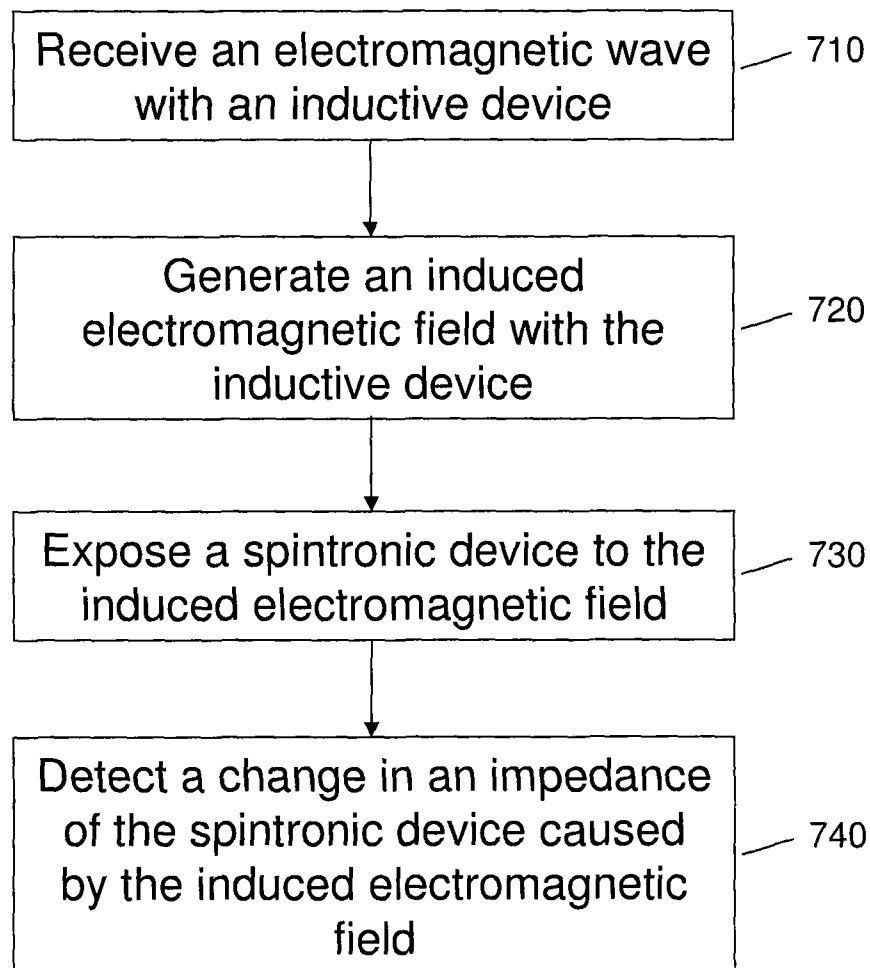 Receive an electromagnetic wave
with an inductive device
710
Generate an induced
electromagnetic field with the
inductive device
720
Expose a spintronic device to the
induced electromagnetic field
730
Detect a change in an impedance
of the spintronic device caused
by the induced electromagnetic
field
740